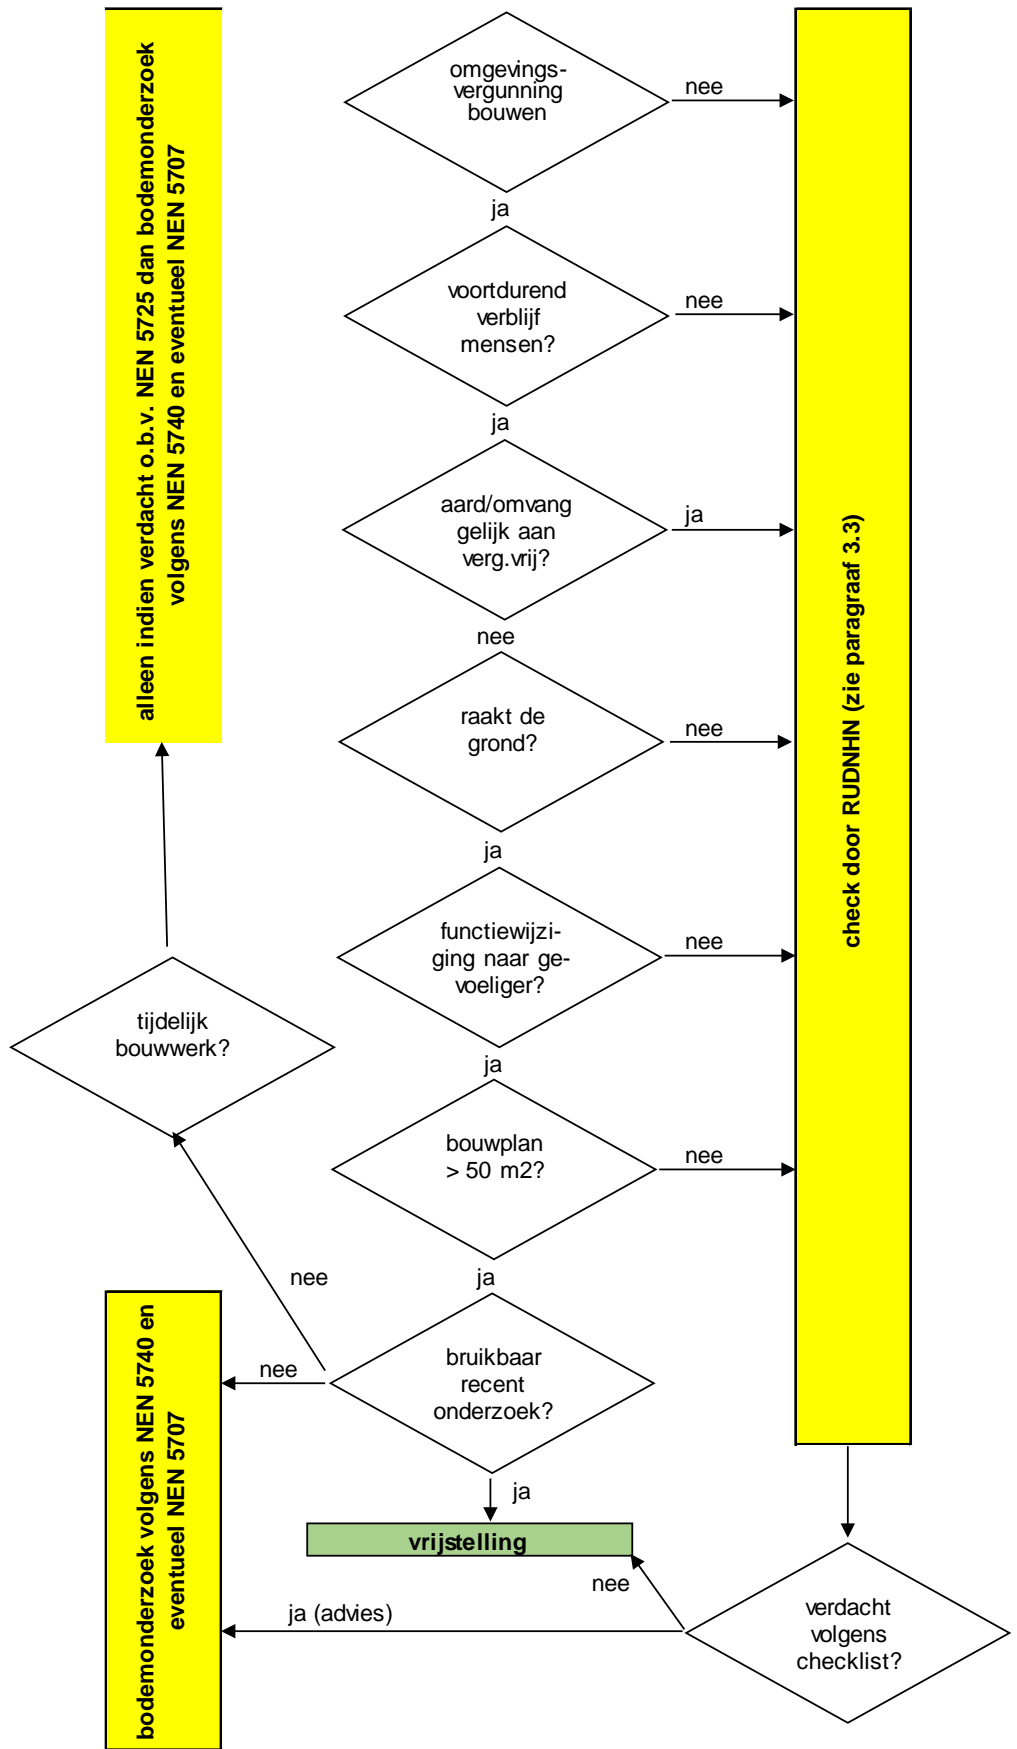 omgevings-
vergunning
bouwen
nee
ja
voortdurend
verblijf
mensen?
nee
ja
aard/omvang
gelijk aan
verg.vrij?
ja
nee
raakt de
grond?
nee
ja
functiewijzi-
ging naar ge-
voeliger?
nee
ja
bouwplan
> 50 m2?
nee
ja
bruikbaar
recent
onderzoek?
nee
nee
ja
tijdelijk
bouwwerk?
alleen indien verdacht o.b.v. NEN 5725 dan bodemonderzoek
volgens NEN 5740 en eventueel NEN 5707
bodemonderzoek volgens NEN 5740 en
eventueel NEN 5707
check door RUDNHN (zie paragraaf 3.3)
vrijstelling
nee
ja (advies)
verdacht
volgens
checklist?